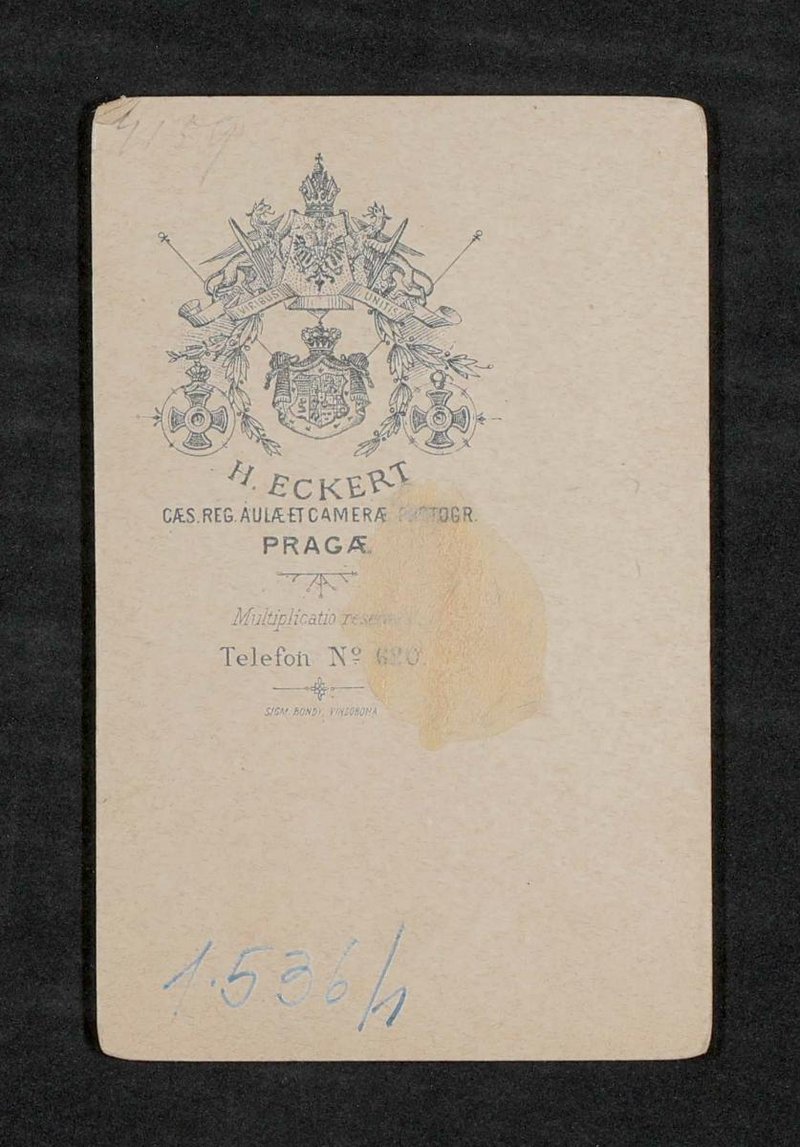 VIRIBUS UNITIS
H. ECKERT
CÆS. REG. AULÆ ET CAMERÆ PHOTOGR.
PRAGÆ
Multiplicatio
Telefon Nº 620.
SIGM. BONDY, VINDOBONA
1.536/1